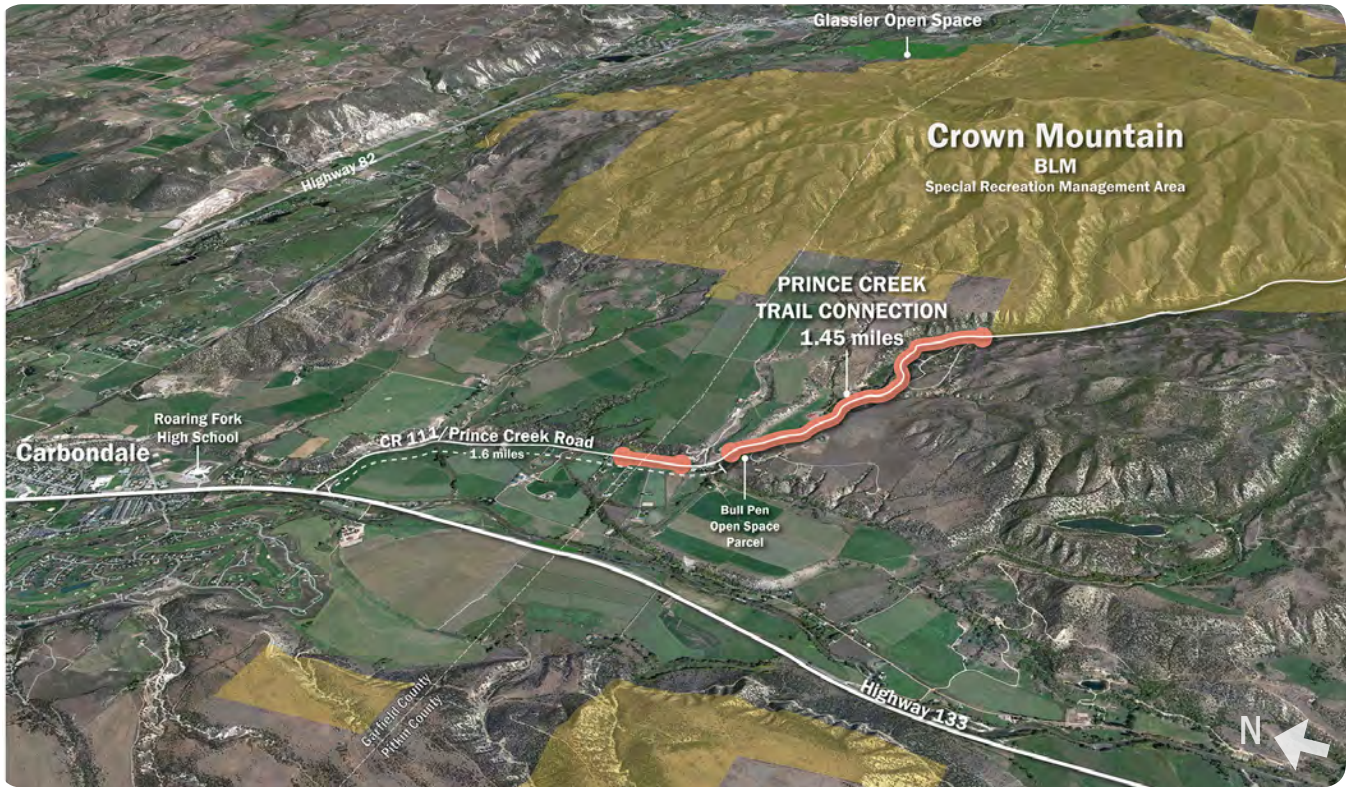 Glassier Open Space
Highway 82
Crown Mountain
BLM
Special Recreation Management Area
PRINCE CREEK
TRAIL CONNECTION
1.45 miles
Roaring Fork
High School
Carbondale
CR 111/Prince Creek Road
1.6 miles
Bull Pen
Open Space
Parcel
Garfield County
Pitkin County
Highway 133
N